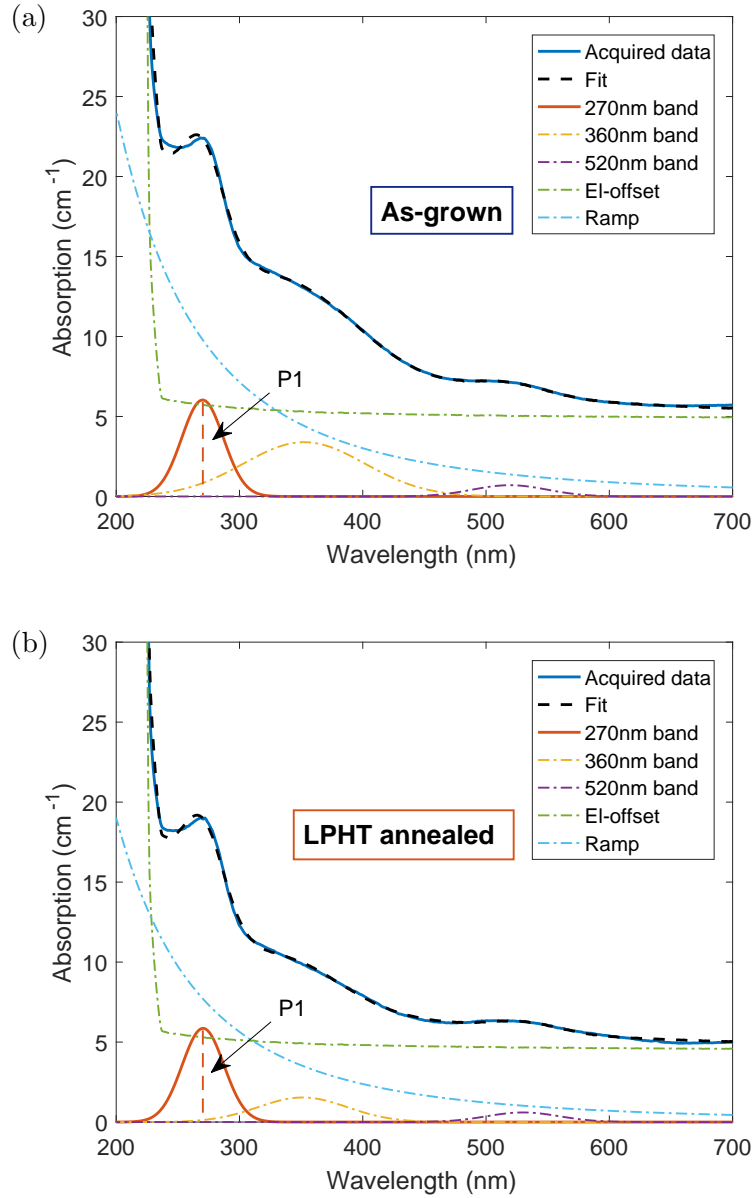 (a)
30
25
20
15
10
5
0
Absorption (cm⁻¹)
Acquired data
Fit
270nm band
360nm band
520nm band
El-offset
Ramp
As-grown
P1
200 300 400 500 600 700
Wavelength (nm)
(b)
30
25
20
15
10
5
0
Absorption (cm⁻¹)
Acquired data
Fit
270nm band
360nm band
520nm band
El-offset
Ramp
LPHT annealed
P1
200 300 400 500 600 700
Wavelength (nm)